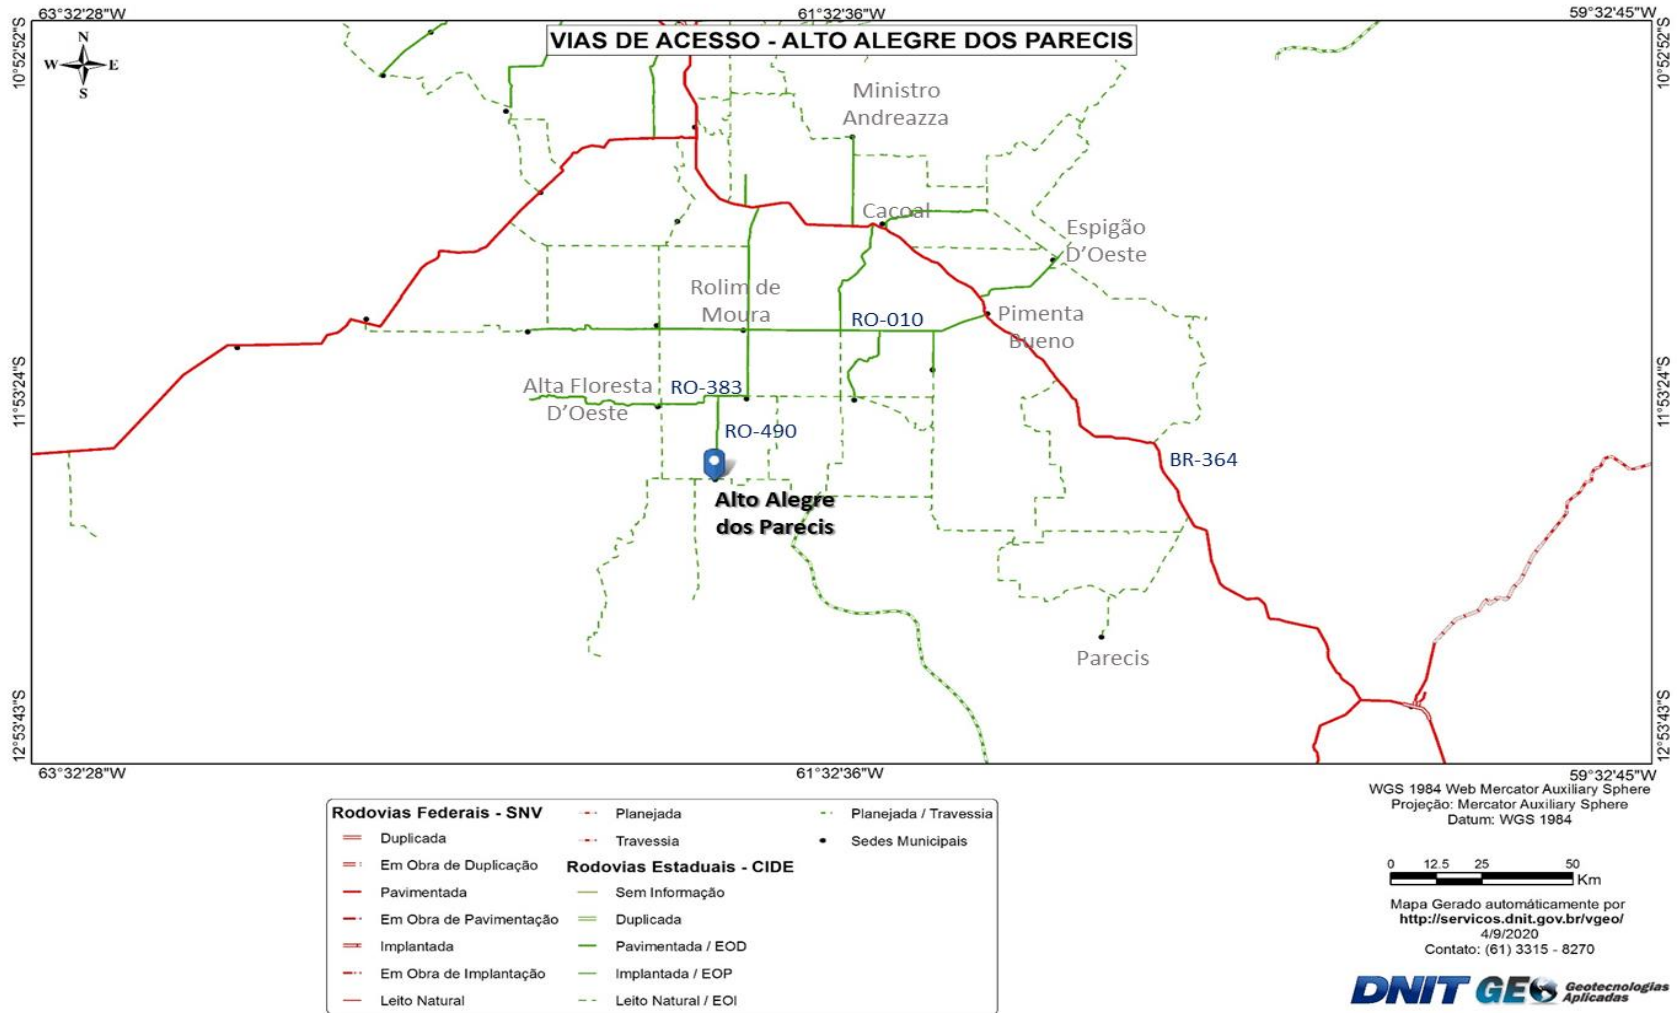 63°32'28"W
61°32'36"W
59°32'45"W
10°52'52"S
10°52'52"S
VIAS DE ACESSO - ALTO ALEGRE DOS PARECIS
N
W
E
S
Ministro
Andreazza
Cacoal
Espigão
D'Oeste
Rolim de
Moura
RO-010
Pimenta
Bueno
11°53'24"S
11°53'24"S
Alta Floresta
D'Oeste
RO-383
RO-490
BR-364
Alto Alegre
dos Parecis
Parecis
12°53'43"S
12°53'43"S
63°32'28"W
61°32'36"W
59°32'45"W
Rodovias Federais - SNV
Duplicada
Em Obra de Duplicação
Pavimentada
Em Obra de Pavimentação
Implantada
Em Obra de Implantação
Leito Natural
Planejada
Travessia
Rodovias Estaduais - CIDE
Sem Informação
Duplicada
Pavimentada / EOD
Implantada / EOP
Leito Natural / EOI
Planejada / Travessia
Sedes Municipais
WGS 1984 Web Mercator Auxiliary Sphere
Projeção: Mercator Auxiliary Sphere
Datum: WGS 1984
0 12.5 25 50
Km
Mapa Gerado automáticamente por
http://servicos.dnit.gov.br/vgeo/
4/9/2020
Contato: (61) 3315 - 8270
DNIT GEO Geotecnologias
Aplicadas